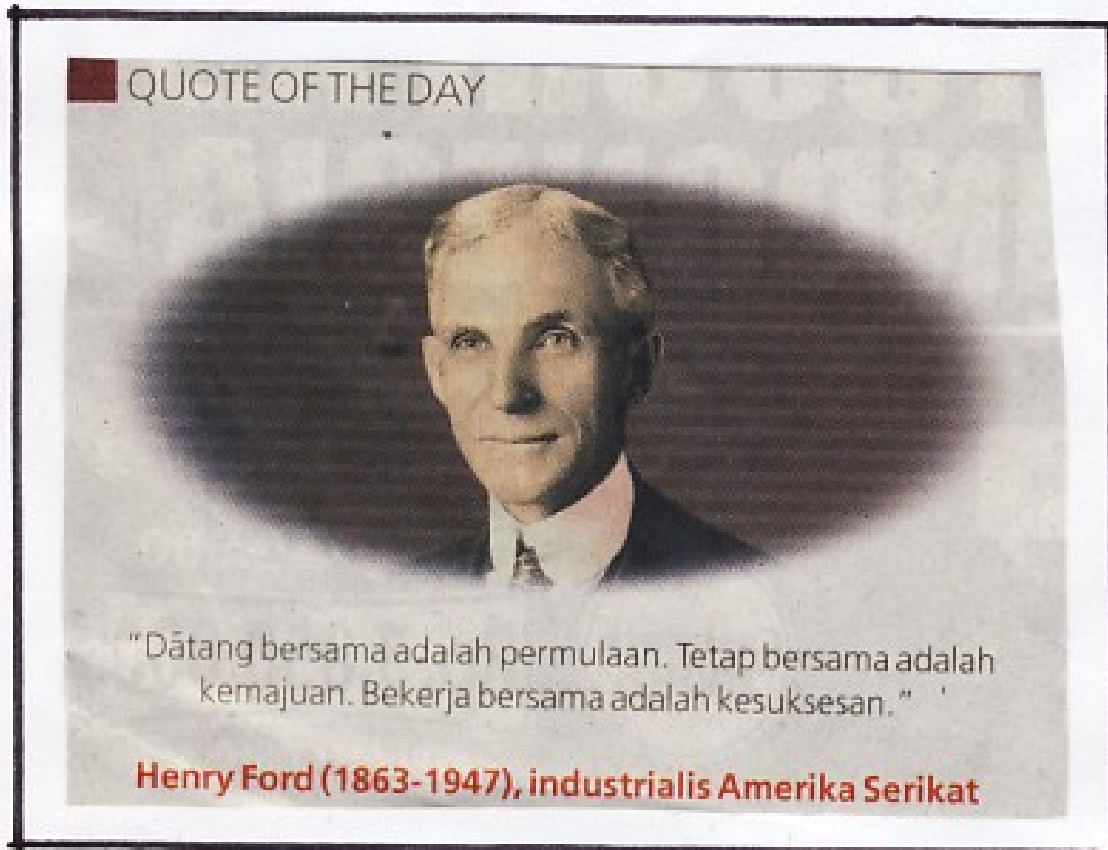 QUOTE OF THE DAY
"Datang bersama adalah permulaan. Tetap bersama adalah
kemajuan. Bekerja bersama adalah kesuksesan."
Henry Ford (1863-1947), industrialis Amerika Serikat